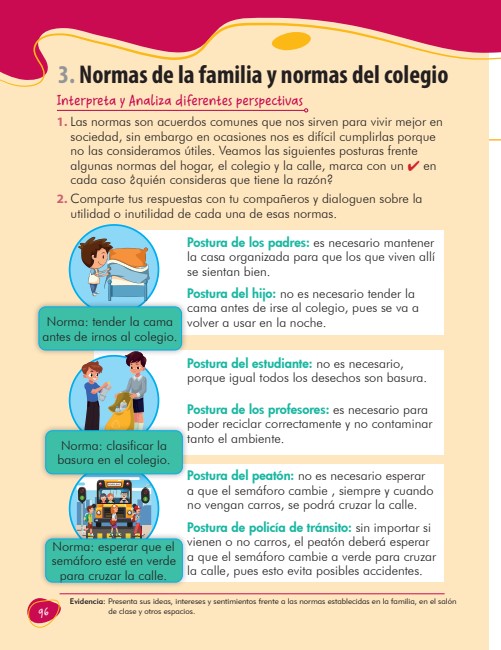 3. Normas de la familia y normas del colegio
Interpreta y Analiza diferentes perspectivas
1. Las normas son acuerdos comunes que nos sirven para vivir mejor en
sociedad, sin embargo en ocasiones nos es difícil cumplirlas porque
no las consideramos útiles. Veamos las siguientes posturas frente
algunas normas del hogar, el colegio y la calle, marca con un ✔ en
cada caso ¿quién consideras que tiene la razón?
2. Comparte tus respuestas con tu compañeros y dialoguen sobre la
utilidad o inutilidad de cada una de esas normas.
Postura de los padres: es necesario mantener
la casa organizada para que los que viven allí
se sientan bien.
Postura del hijo: no es necesario tender la
cama antes de irse al colegio, pues se va a
volver a usar en la noche.
Norma: tender la cama
antes de irnos al colegio.
Postura del estudiante: no es necesario,
porque igual todos los desechos son basura.
Postura de los profesores: es necesario para
poder reciclar correctamente y no contaminar
tanto el ambiente.
Norma: clasificar la
basura en el colegio.
Postura del peatón: no es necesario esperar
a que el semáforo cambie , siempre y cuando
no vengan carros, se podrá cruzar la calle.
Postura de policía de tránsito: sin importar si
vienen o no carros, el peatón deberá esperar
a que el semáforo cambie a verde para cruzar
la calle, pues esto evita posibles accidentes.
Norma: esperar que el
semáforo esté en verde
para cruzar la calle.
Evidencia: Presenta sus ideas, intereses y sentimientos frente a las normas establecidas en la familia, en el salón
de clase y otros espacios.
96